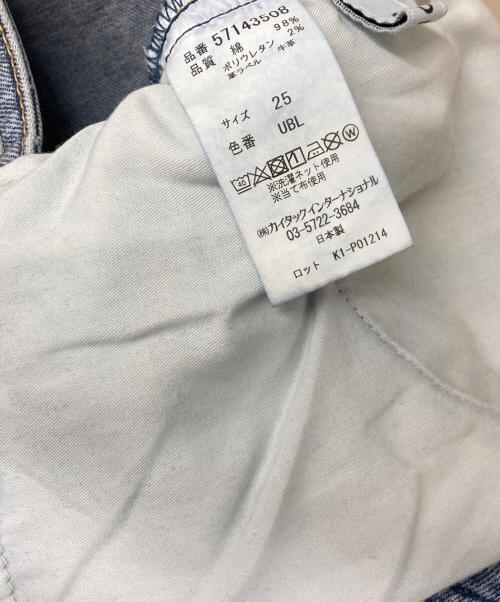 品番 57143508
品質 綿 98%
ポリウレタン 2%
革ラベル 牛革
サイズ 25
色番 UBL
40 W
※洗濯ネット使用
※当て布使用
㈱カイタックインターナショナル
03-5722-3684
日本製
ロット K1-P01214